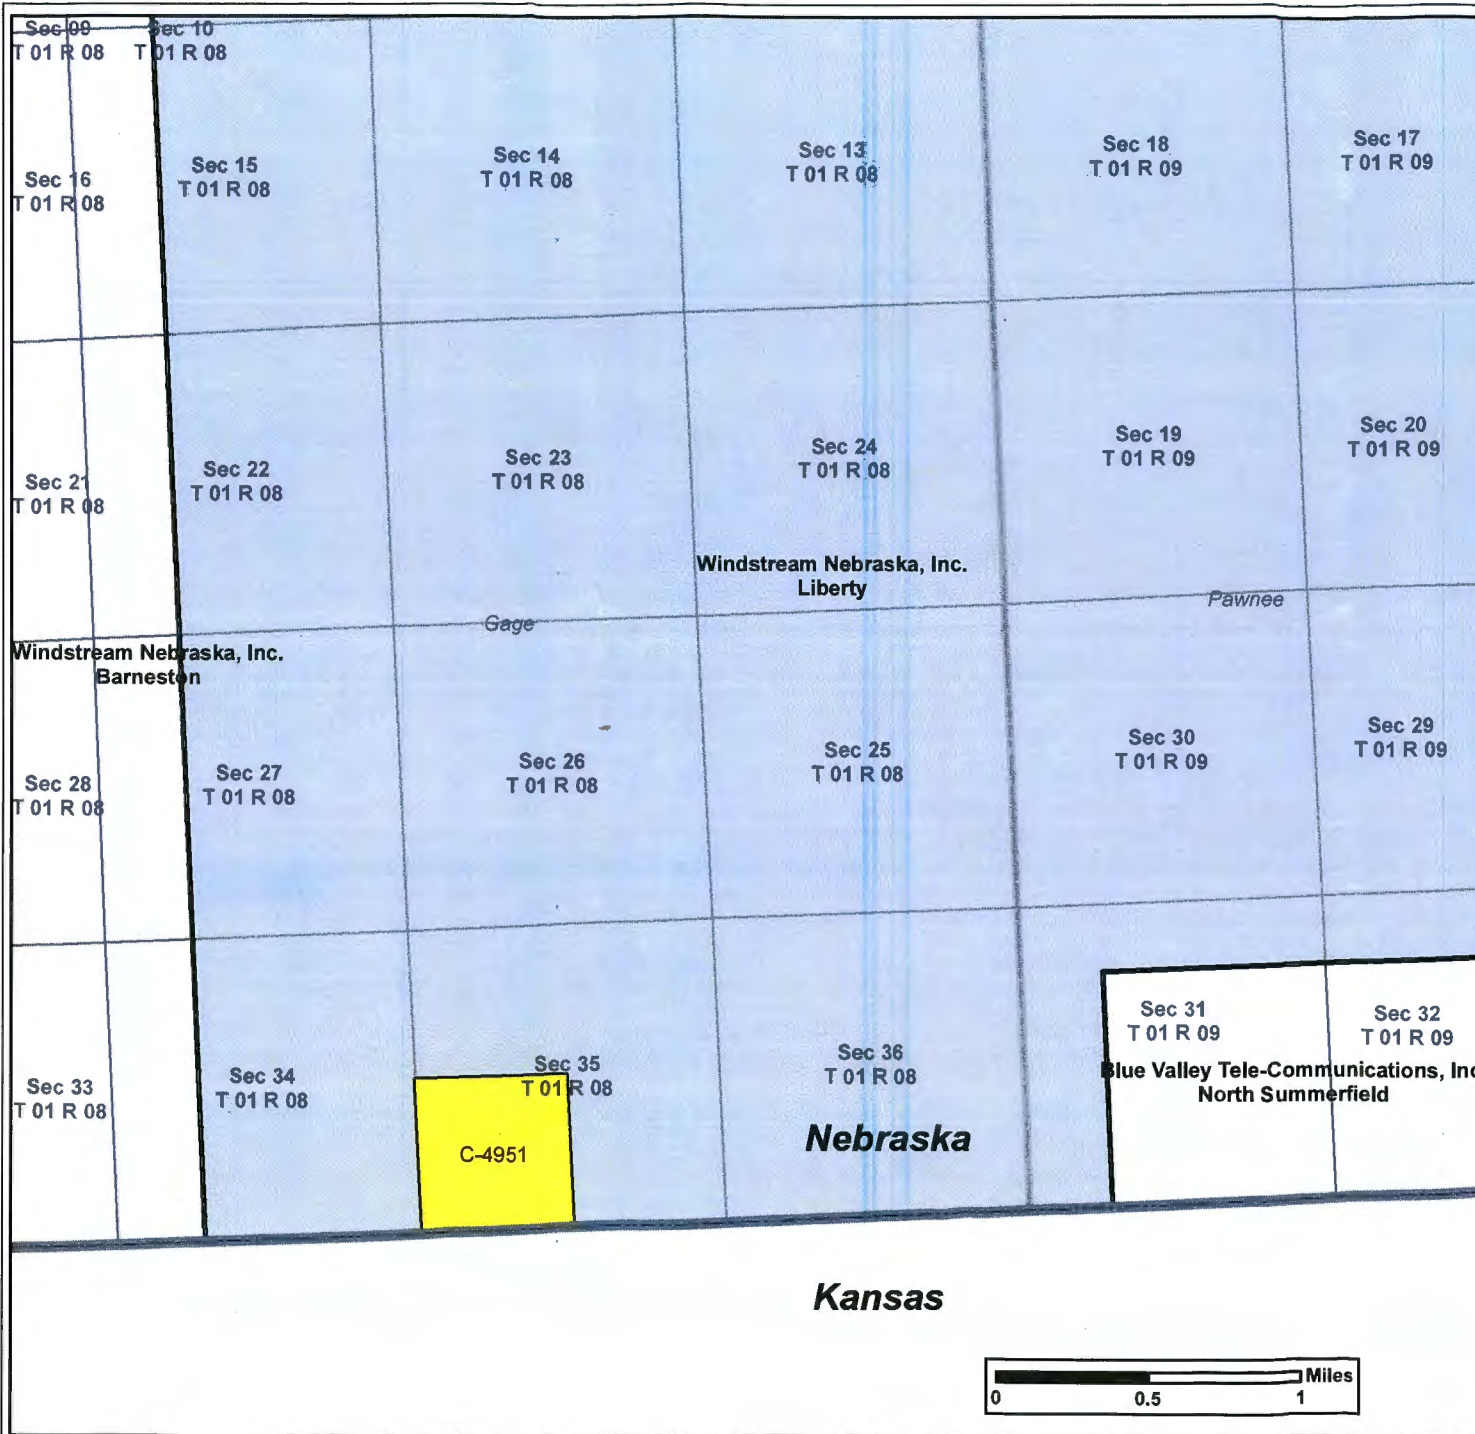 Sec 09
T 01 R 08
Sec 10
T 01 R 08
Sec 16
T 01 R 08
Sec 15
T 01 R 08
Sec 14
T 01 R 08
Sec 13
T 01 R 08
Sec 18
T 01 R 09
Sec 17
T 01 R 09
Sec 21
T 01 R 08
Sec 22
T 01 R 08
Sec 23
T 01 R 08
Sec 24
T 01 R 08
Sec 19
T 01 R 09
Sec 20
T 01 R 09
Windstream Nebraska, Inc.
Liberty
Gage
Pawnee
Windstream Nebraska, Inc.
Barneston
Sec 28
T 01 R 08
Sec 27
T 01 R 08
Sec 26
T 01 R 08
Sec 25
T 01 R 08
Sec 30
T 01 R 09
Sec 29
T 01 R 09
Sec 33
T 01 R 08
Sec 34
T 01 R 08
Sec 35
T 01 R 08
Sec 36
T 01 R 08
Sec 31
T 01 R 09
Sec 32
T 01 R 09
Blue Valley Tele-Communications, Inc
North Summerfield
C-4951
Nebraska
Kansas
Miles
0 0.5 1